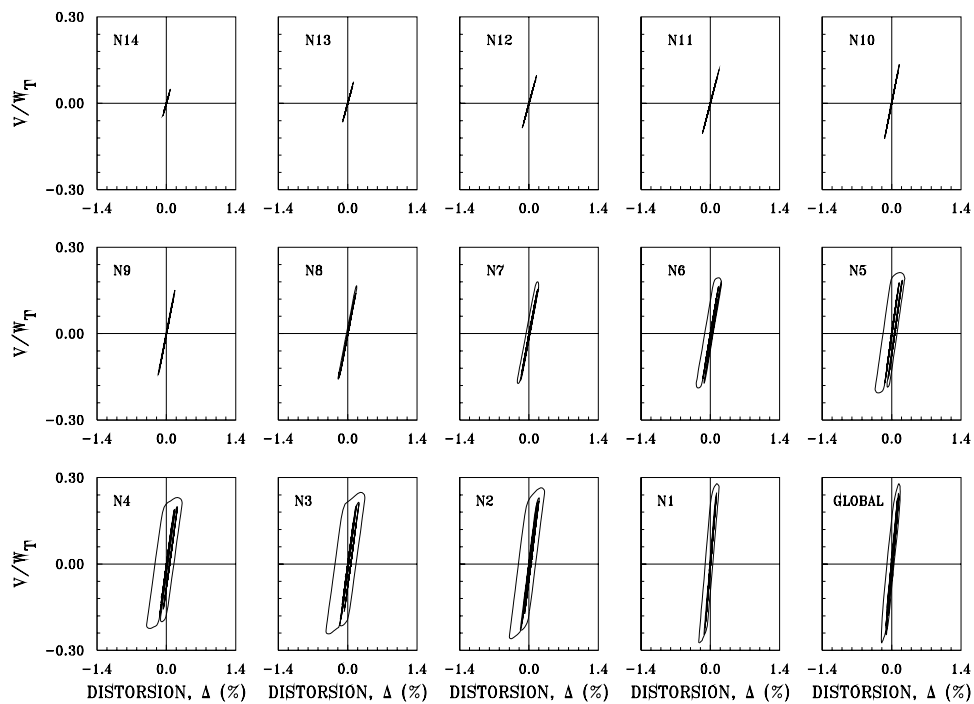 0.30
N14 N13 N12 N11 N10
V/W_T
0.00
-0.30
-1.4 0.0 1.4 -1.4 0.0 1.4 -1.4 0.0 1.4 -1.4 0.0 1.4 -1.4 0.0 1.4
0.30
N9 N8 N7 N6 N5
V/W_T
0.00
-0.30
-1.4 0.0 1.4 -1.4 0.0 1.4 -1.4 0.0 1.4 -1.4 0.0 1.4 -1.4 0.0 1.4
0.30
N4 N3 N2 N1 GLOBAL
V/W_T
0.00
-0.30
-1.4 0.0 1.4 -1.4 0.0 1.4 -1.4 0.0 1.4 -1.4 0.0 1.4 -1.4 0.0 1.4
DISTORSION, Δ (%) DISTORSION, Δ (%) DISTORSION, Δ (%) DISTORSION, Δ (%) DISTORSION, Δ (%)